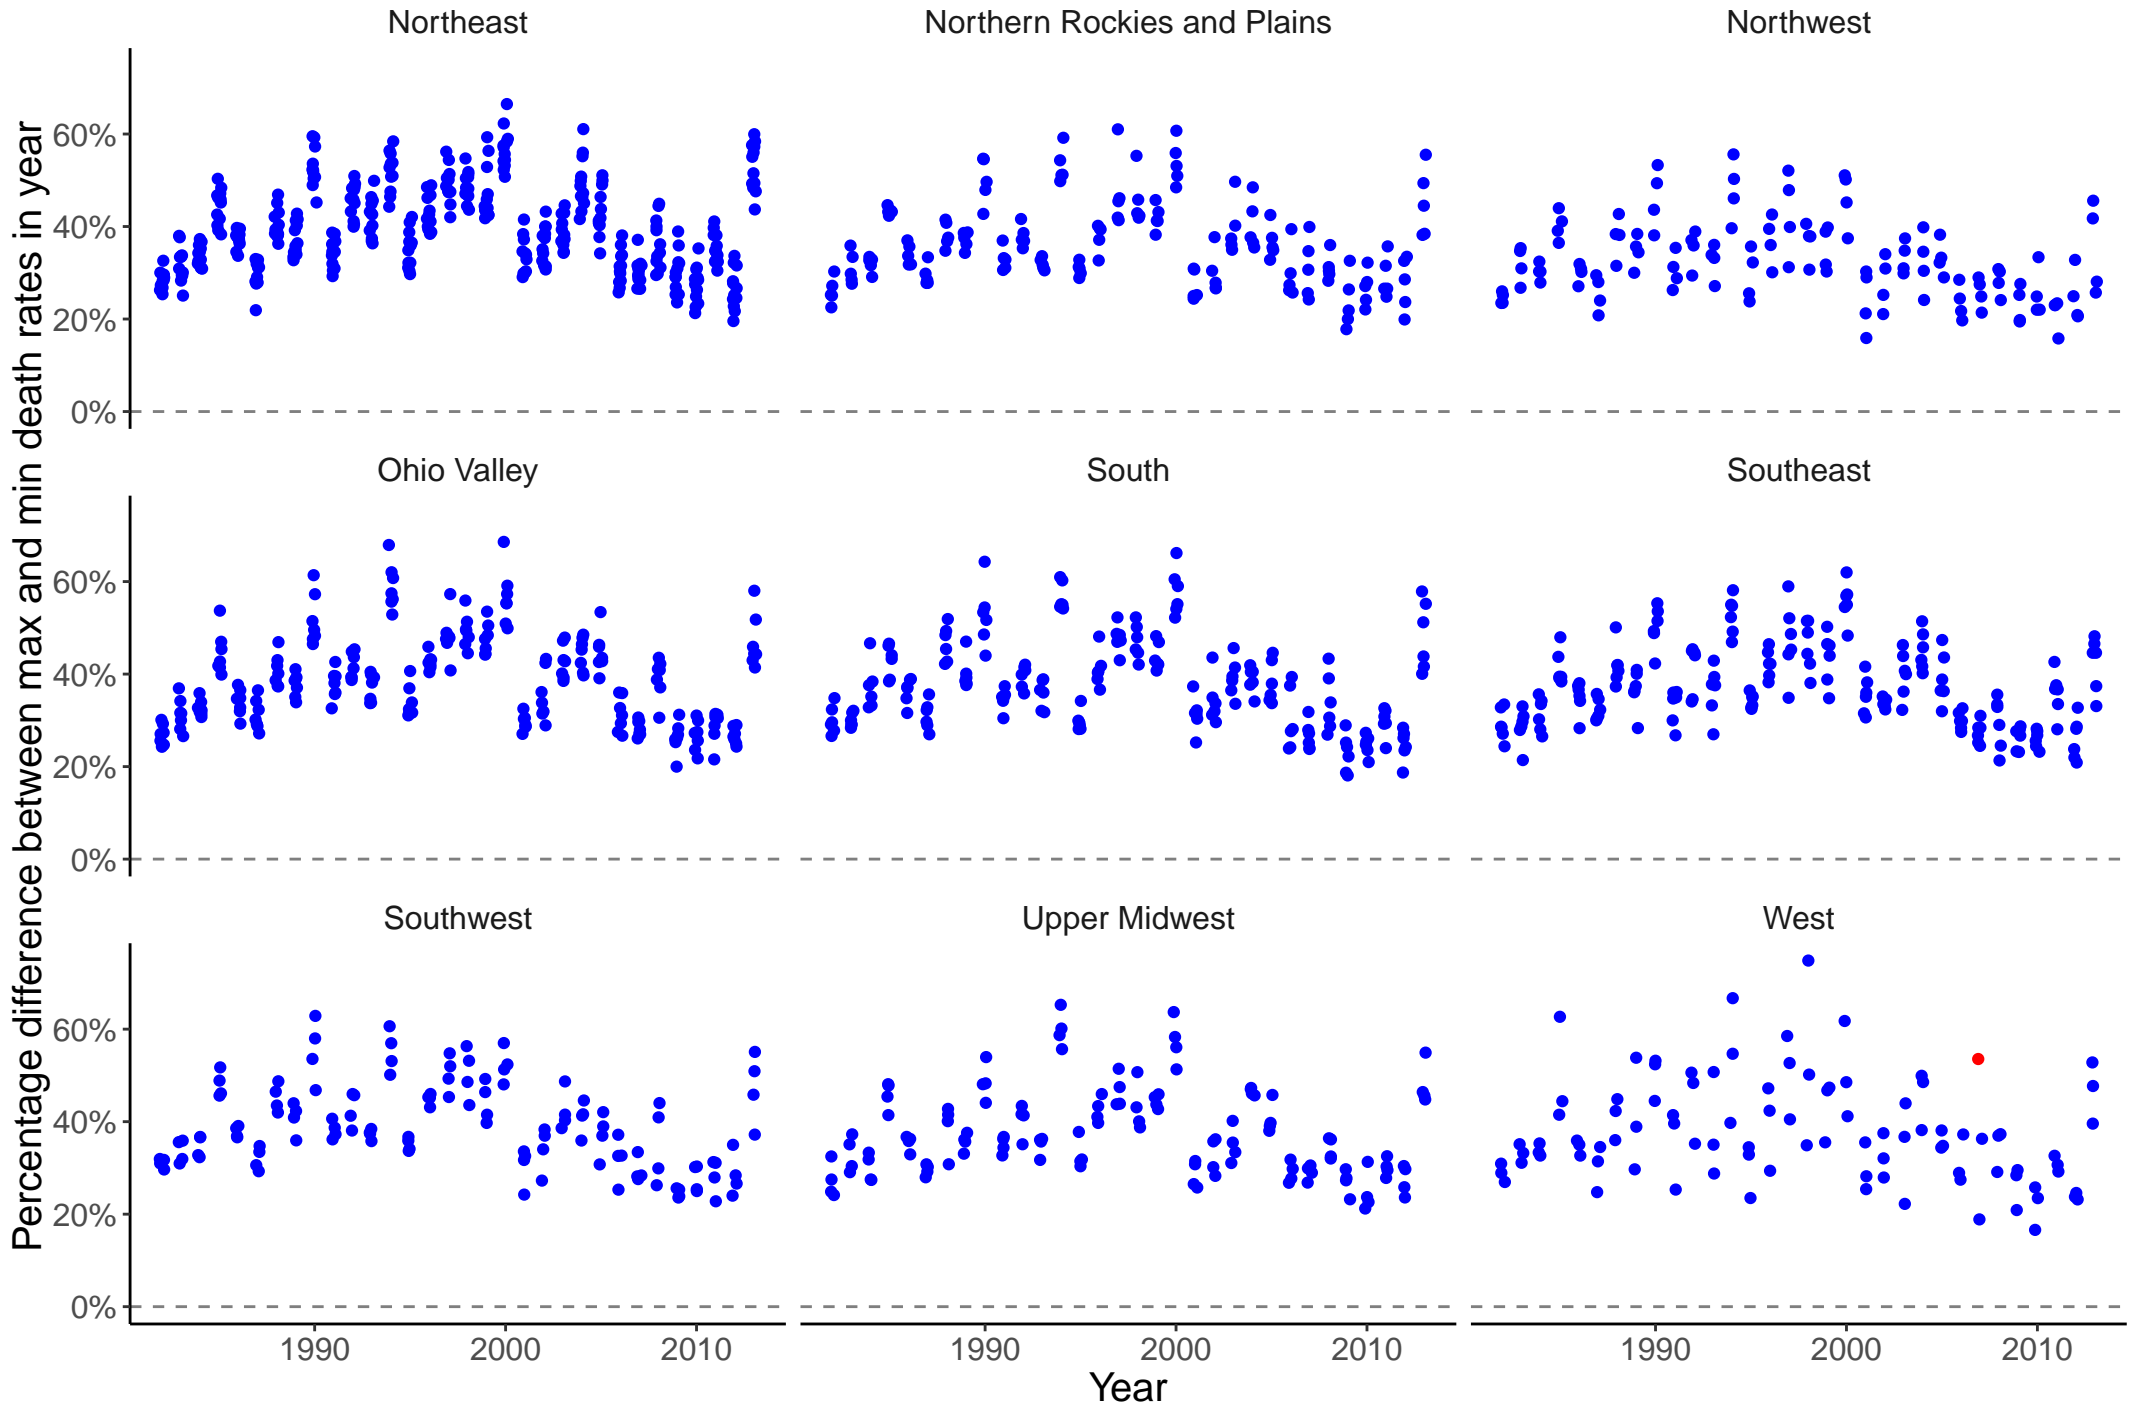 Northeast
Northern Rockies and Plains
Northwest
60%
40%
20%
0%
Ohio Valley
South
Southeast
60%
40%
20%
0%
Southwest
Upper Midwest
West
60%
40%
20%
0%
1990 2000 2010
1990 2000 2010
1990 2000 2010
Year
Percentage difference between max and min death rates in year